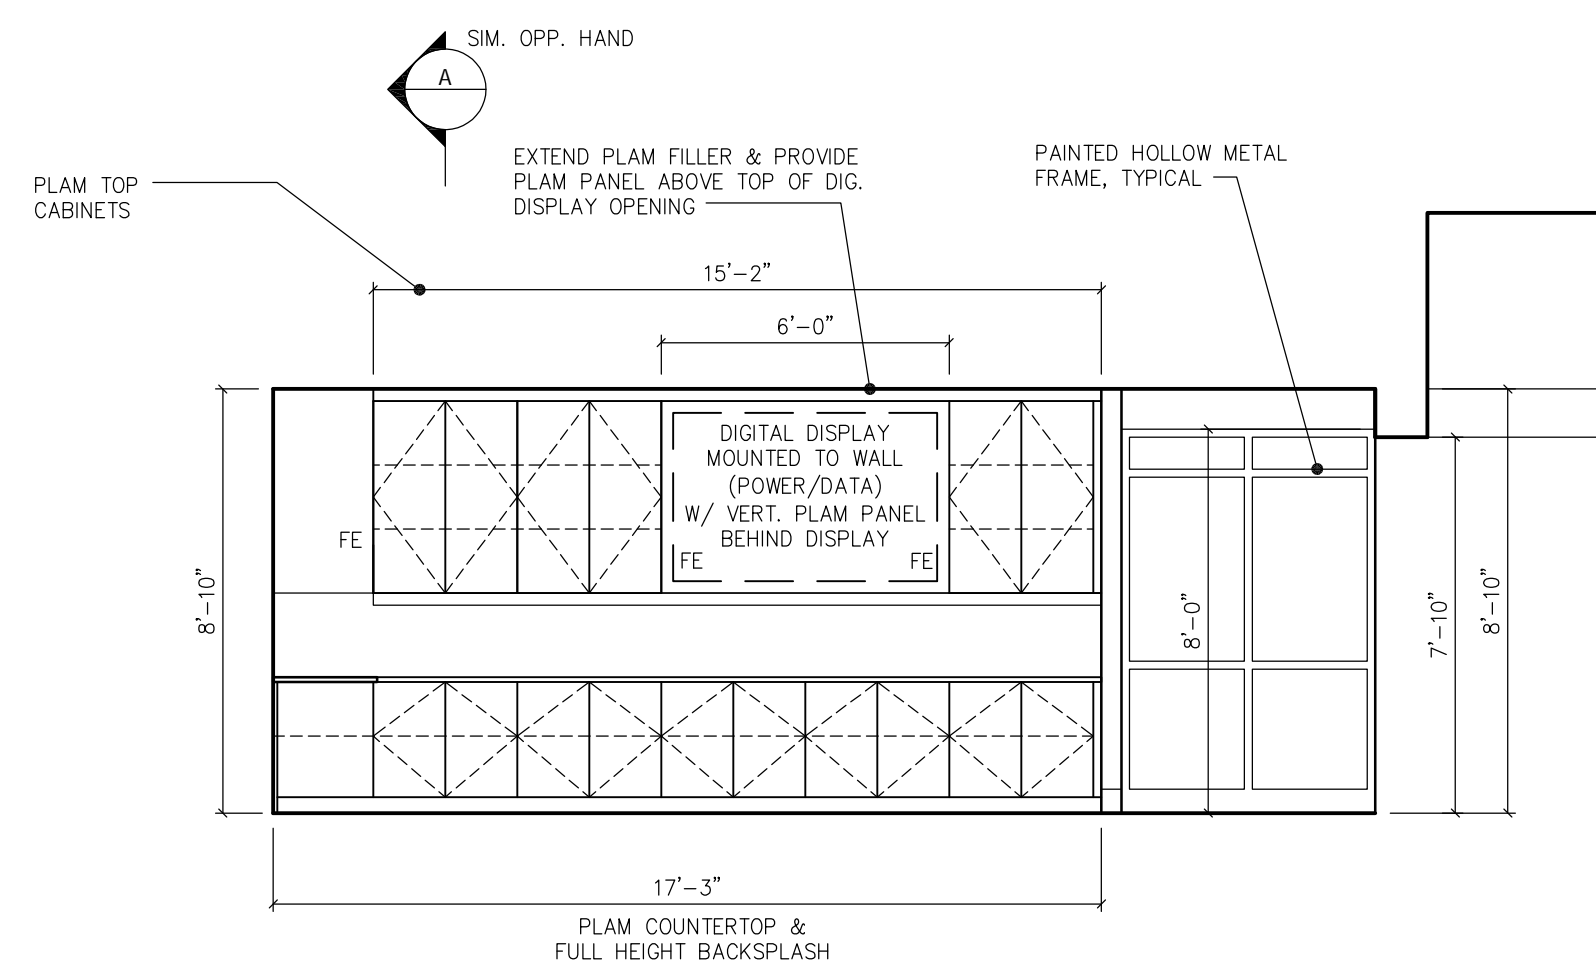 SIM. OPP. HAND
A
EXTEND PLAM FILLER & PROVIDE
PLAM PANEL ABOVE TOP OF DIG.
DISPLAY OPENING
PAINTED HOLLOW METAL
FRAME, TYPICAL
PLAM TOP
CABINETS
15'-2"
6'-0"
DIGITAL DISPLAY
MOUNTED TO WALL
(POWER/DATA)
W/ VERT. PLAM PANEL
BEHIND DISPLAY
FE
FE
FE
8'-10"
8'-0"
7'-10"
8'-10"
17'-3"
PLAM COUNTERTOP &
FULL HEIGHT BACKSPLASH